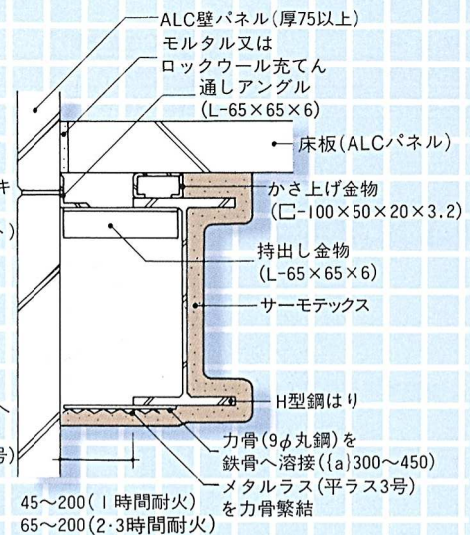 ALC壁パネル(厚75以上)
モルタル又は
ロックウール充てん
通しアングル
(L-65×65×6)
床板(ALCパネル)
キ
かさ上げ金物
(⊏-100×50×20×3.2)
ト)
持出し金物
(L-65×65×6)
サーモテックス
H型鋼はり
力骨(9φ丸鋼)を
号)
鉄骨へ溶接({a}300〜450)
メタルラス(平ラス3号)
を力骨繁結
45〜200(1時間耐火)
65〜200(2·3時間耐火)